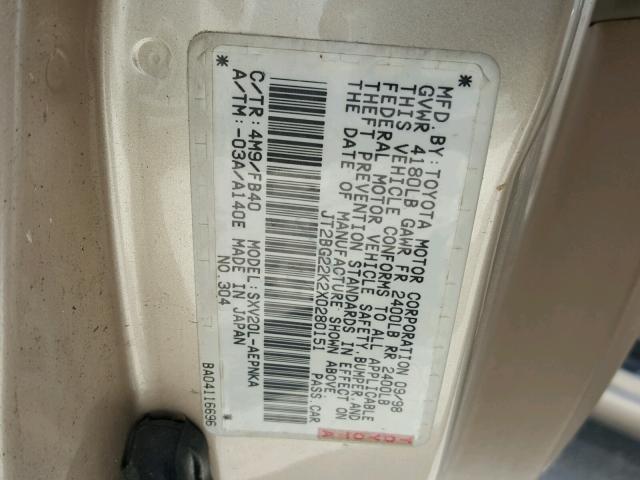 MFD. BY: TOYOTA MOTOR CORPORATION 09/98
GVWR 4180LB GAWR FR 2400LB RR 2400LB
THIS VEHICLE CONFORMS TO ALL APPLICABLE
FEDERAL MOTOR VEHICLE SAFETY, BUMPER, AND
THEFT PREVENTION STANDARDS IN EFFECT ON
THE DATE OF MANUFACTURE SHOWN ABOVE.
* JT2BG22K2X0280151 PASS. CAR
TOYOTA
*
C/TR: 4M9/FB40 MODEL: SXV20L-AEPNKA
A/TM: -03A/A140E MADE IN JAPAN
NO. 304
BA04116696